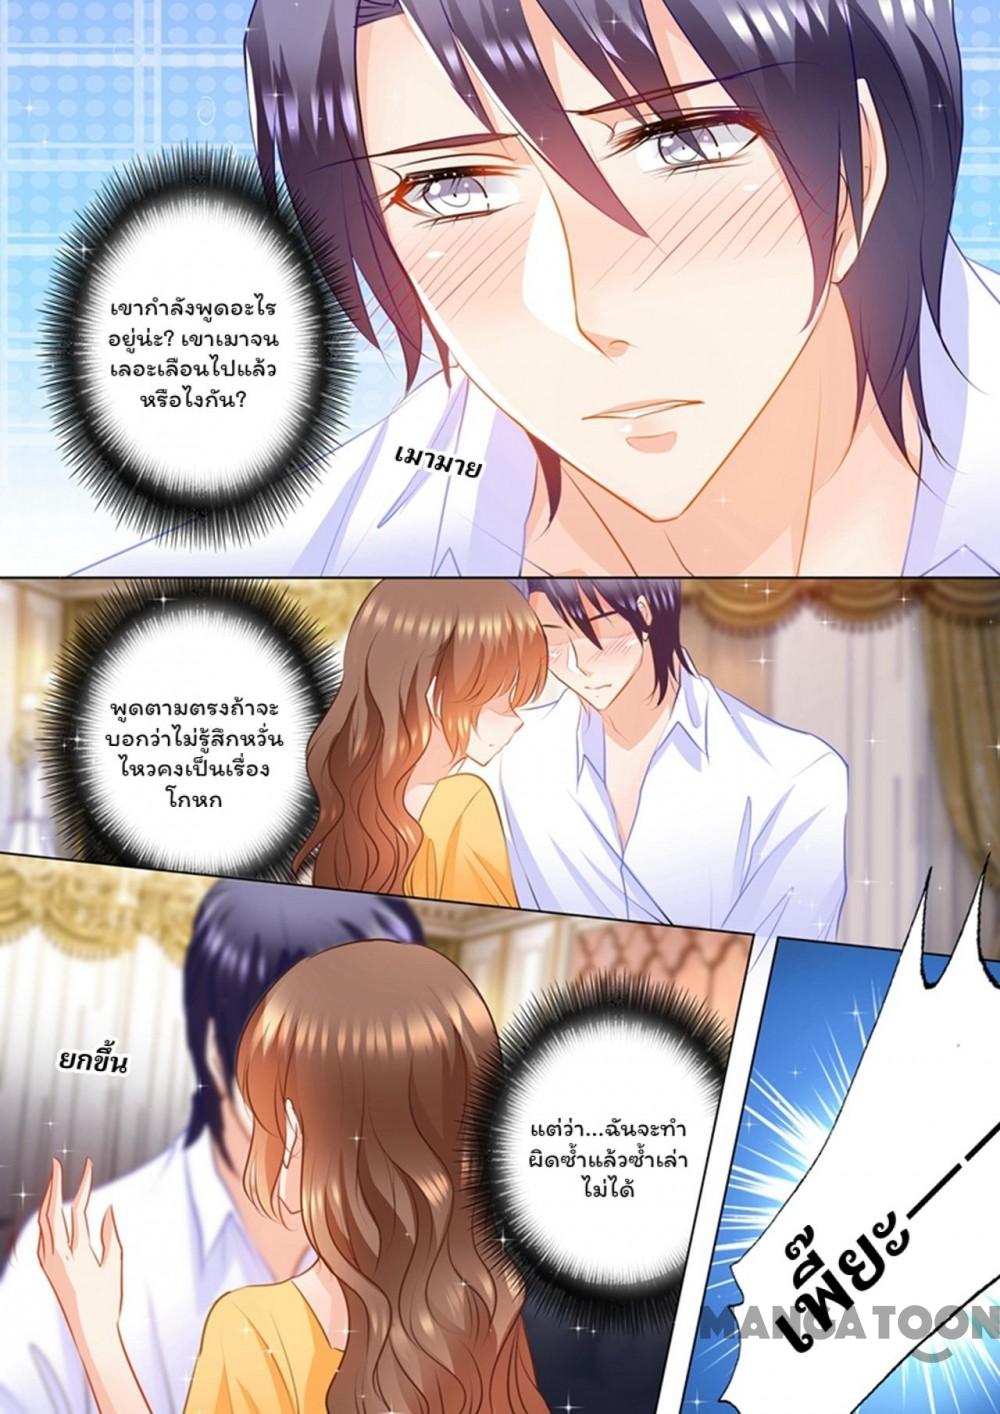 เขากำลังพูดอะไร
อยู่น่ะ? เขาเมาจน
เลอะเลือนไปแล้ว
หรือไงกัน?
เมามาย
พูดตามตรงถ้าจะ
บอกว่าไม่รู้สึกหวั่น
ไหวคงเป็นเรื่อง
โกหก
ยกขึ้น
แต่ว่า...ฉันจะทำ
ผิดซ้ำแล้วซ้ำเล่า
ไม่ได้
เพี๊ยะ
MANGATOON